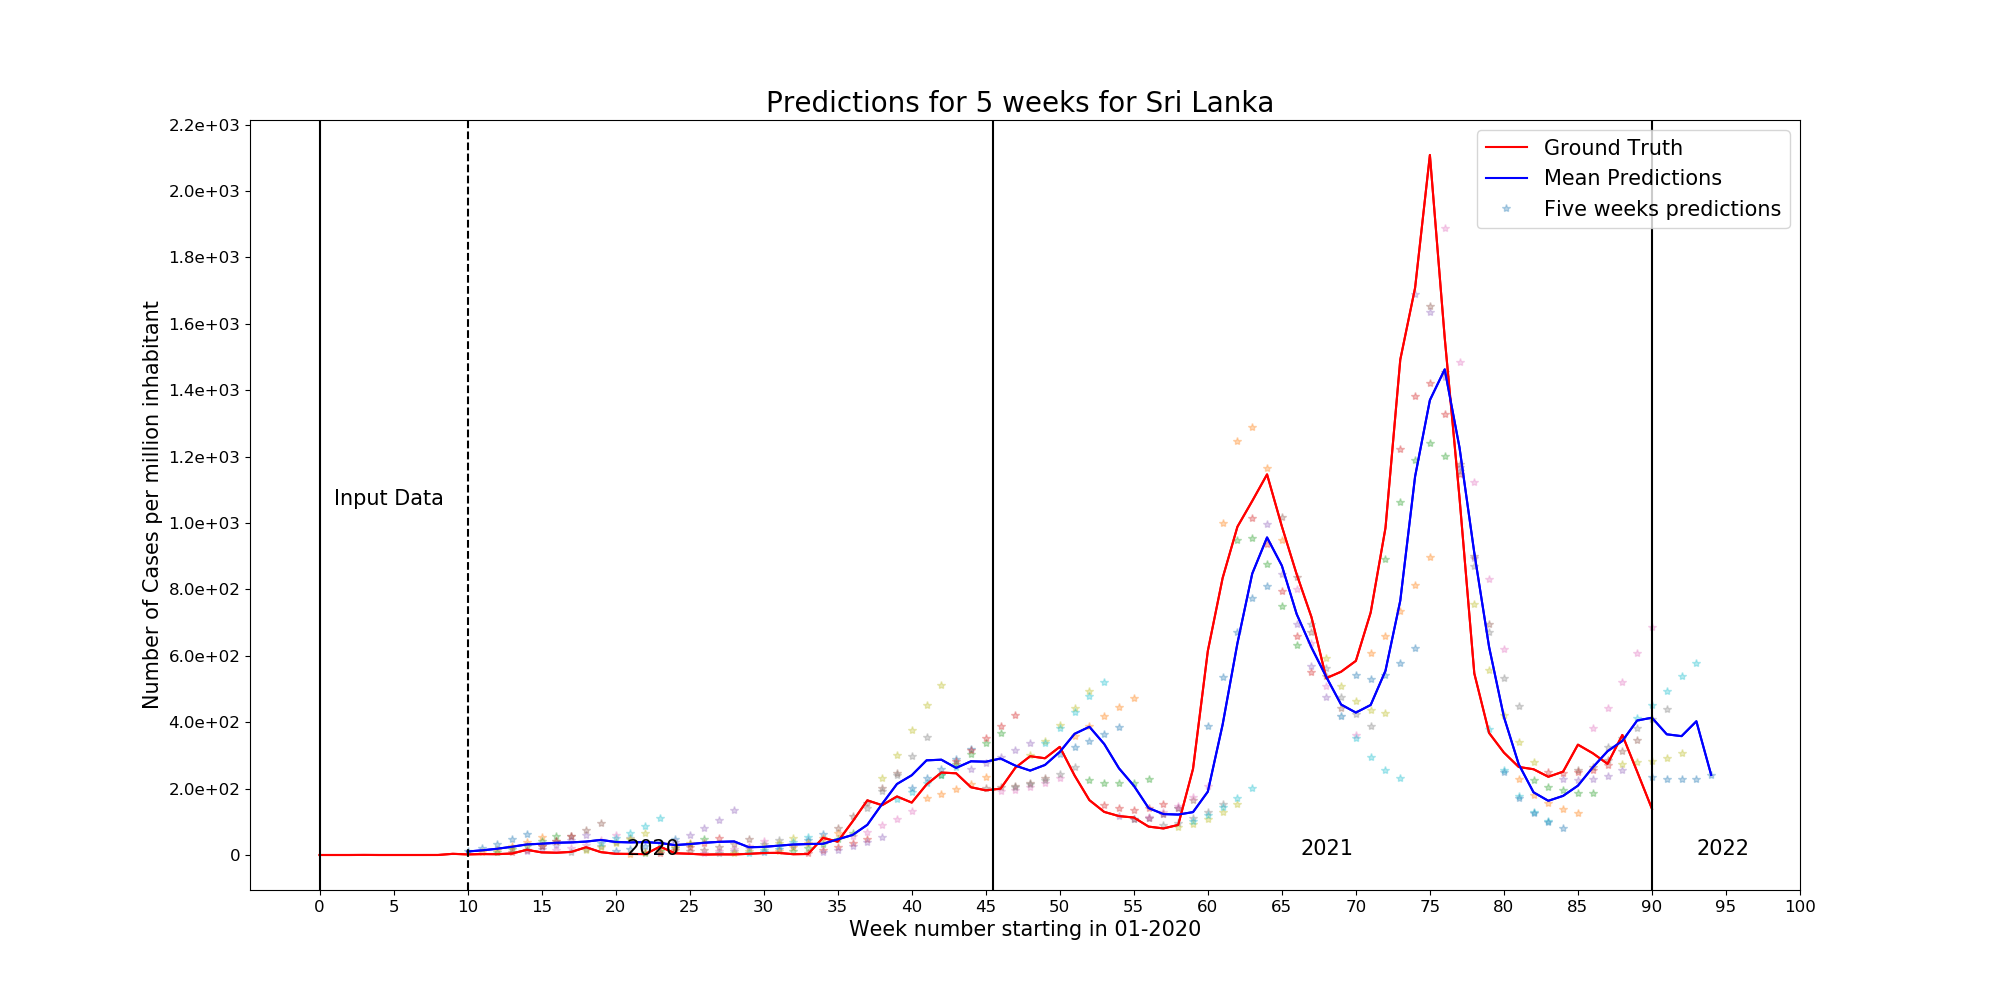 Predictions for 5 weeks for Sri Lanka
2.2e+03
2.0e+03
1.8e+03
1.6e+03
1.4e+03
1.2e+03
1.0e+03
8.0e+02
6.0e+02
4.0e+02
2.0e+02
0
Number of Cases per million inhabitant
Ground Truth
Mean Predictions
Five weeks predictions
Input Data
2020
2021
2022
0 5 10 15 20 25 30 35 40 45 50 55 60 65 70 75 80 85 90 95 100
Week number starting in 01-2020